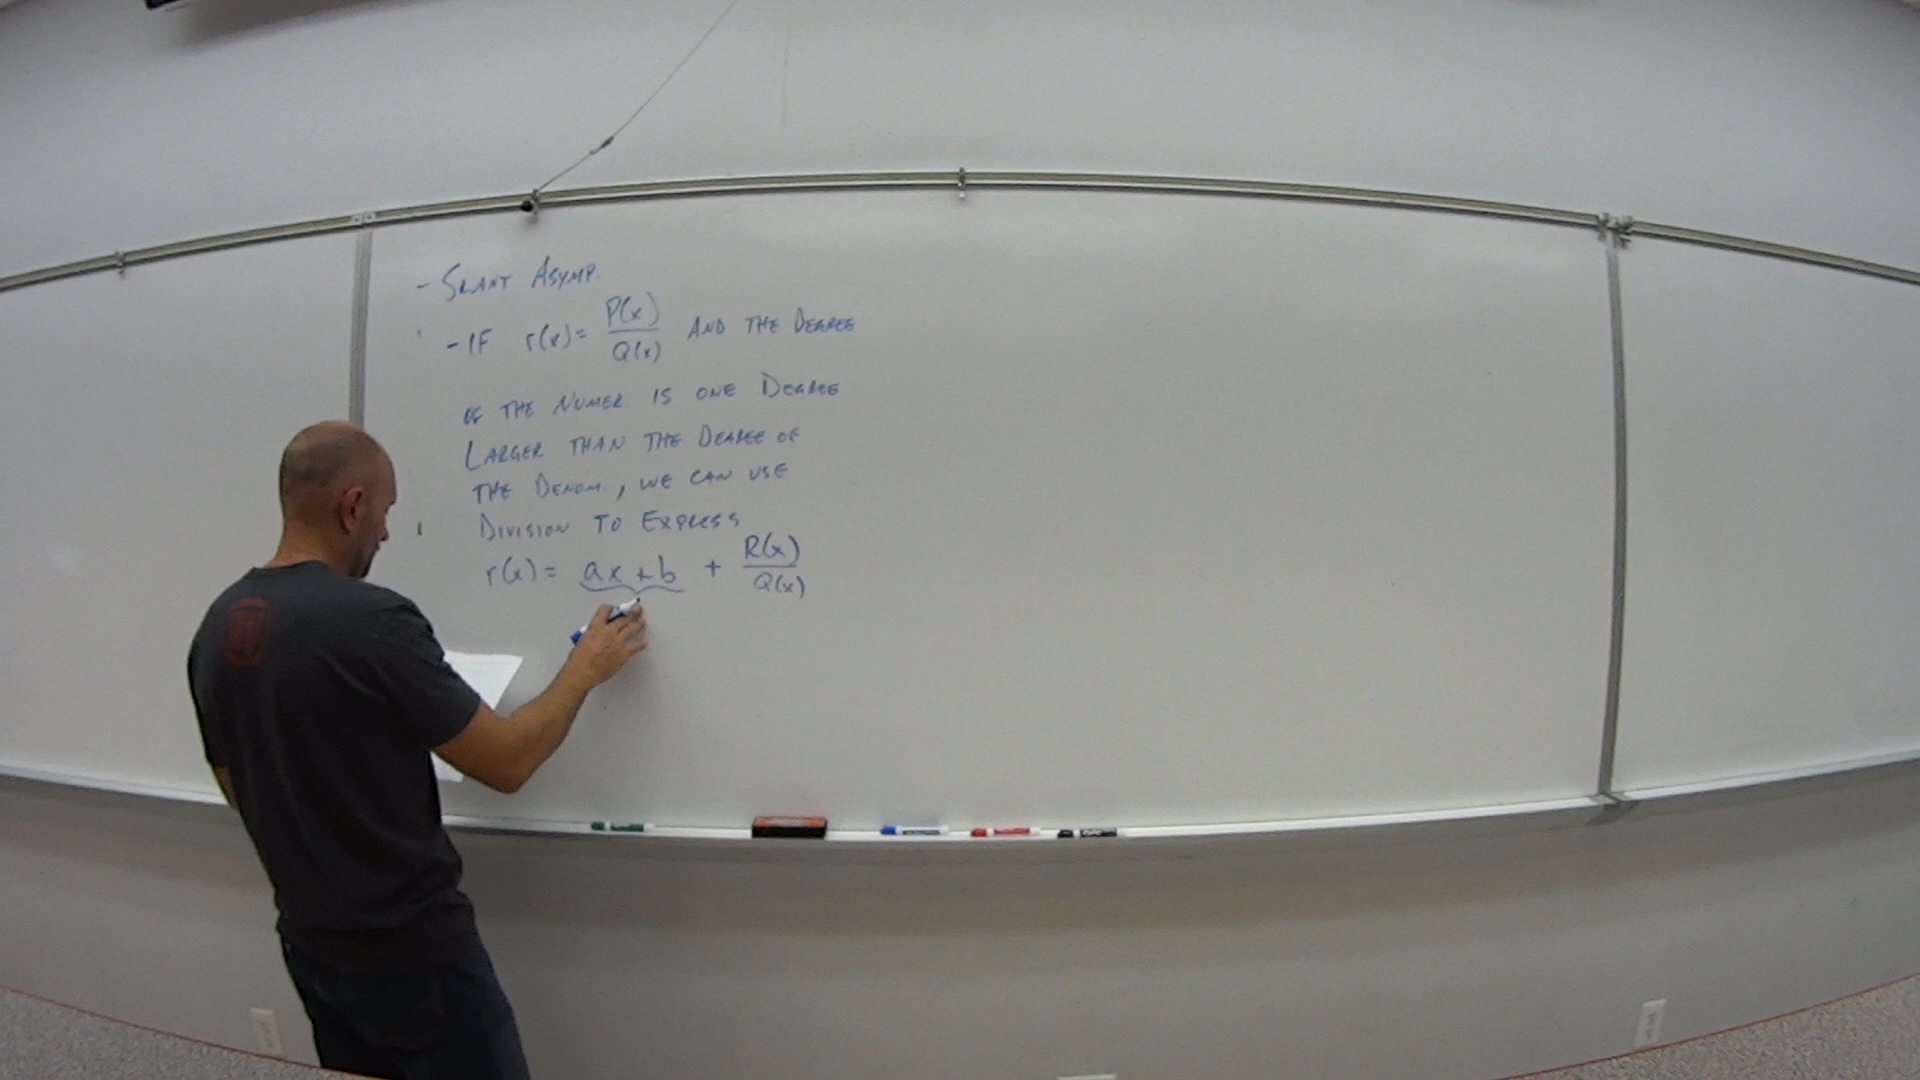 - SLANT ASYMP.
- IF r(x) = P(x)/Q(x) AND THE DEGREE
OF THE NUMER. IS ONE DEGREE
LARGER THAN THE DEGREE OF
THE DENOM., WE CAN USE
DIVISION TO EXPRESS
r(x) = ax + b + R(x)/Q(x)